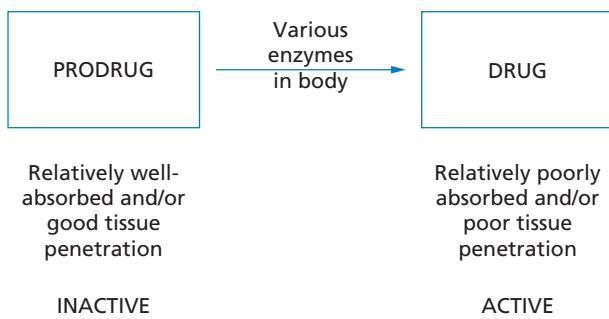 PRODRUG
Various
enzymes
in body
DRUG
Relatively well-
absorbed and/or
good tissue
penetration
INACTIVE
Relatively poorly
absorbed and/or
poor tissue
penetration
ACTIVE